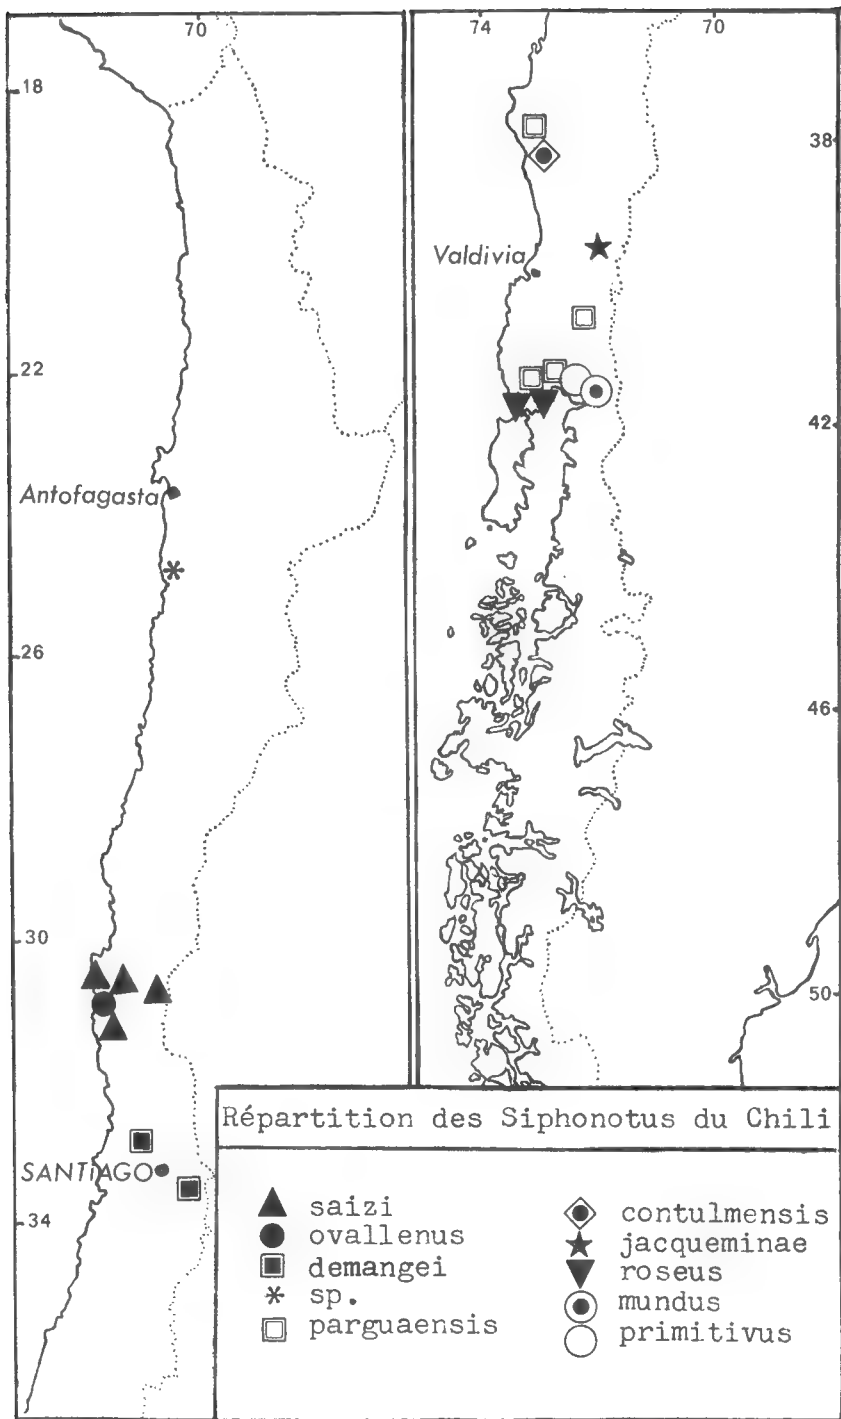 70
18
22
Antofagasta
26
30
SANTIAGO
34
74
70
38
Valdivia
42
46
50
Répartition des Siphonotus du Chili
saizi
ovallenus
demangei
sp.
parguaensis
contulmensis
jacqueminae
roseus
mundus
primitivus